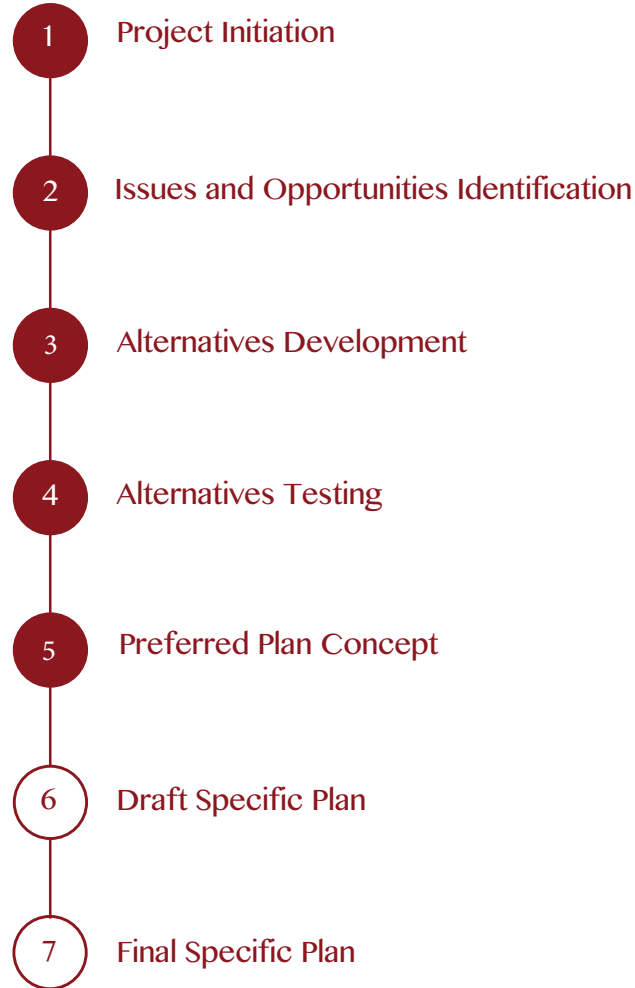 1 Project Initiation
2 Issues and Opportunities Identification
3 Alternatives Development
4 Alternatives Testing
5 Preferred Plan Concept
6 Draft Specific Plan
7 Final Specific Plan